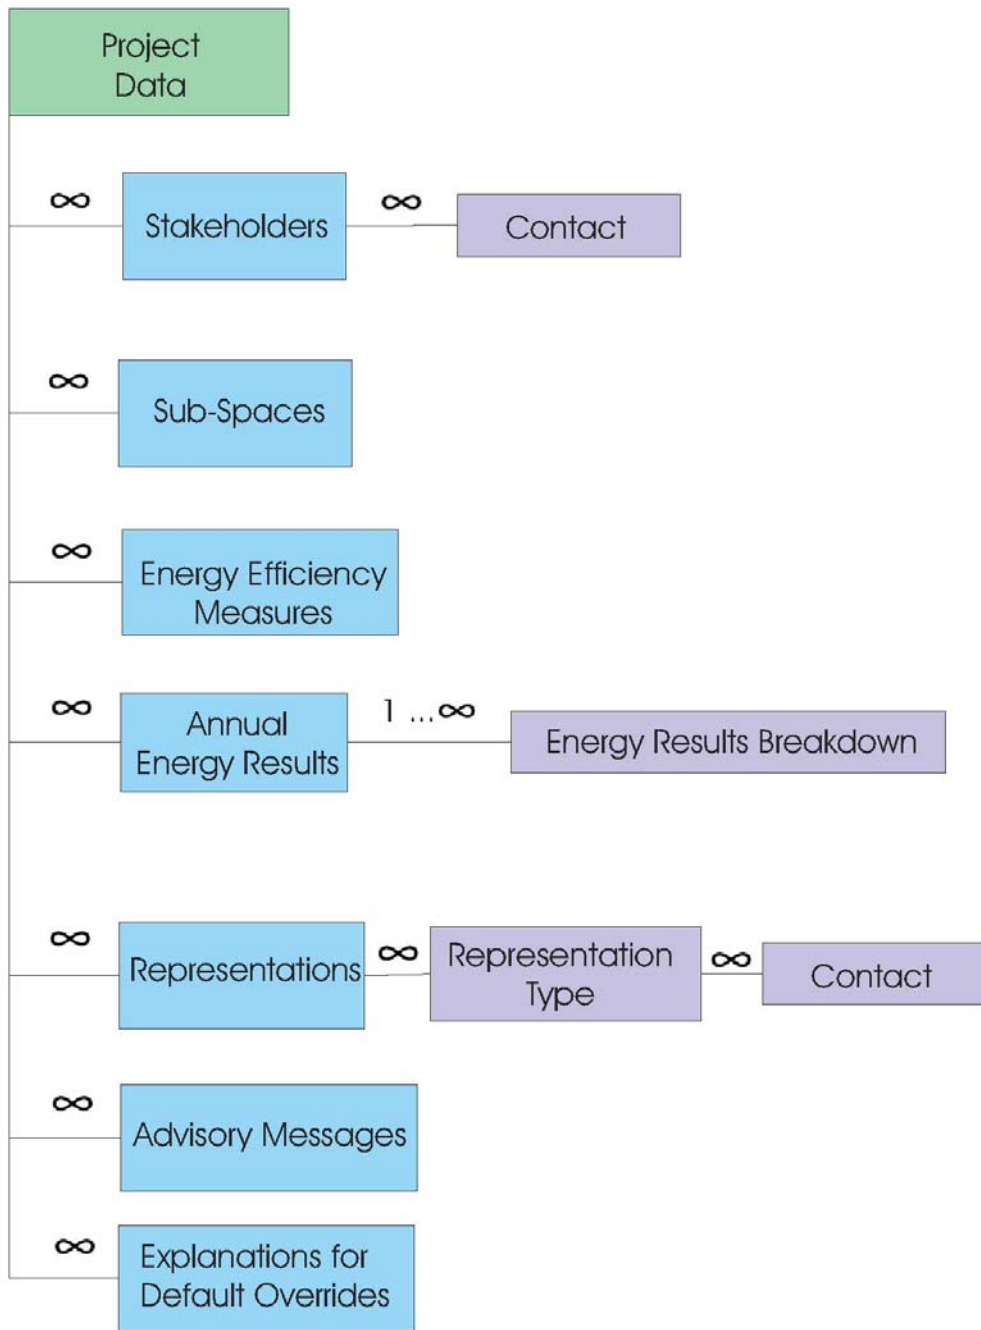 Project
Data
∞
Stakeholders
∞
Contact
∞
Sub-Spaces
∞
Energy Efficiency
Measures
∞
Annual
Energy Results
1 ...∞
Energy Results Breakdown
∞
Representations
∞
Representation
Type
∞
Contact
∞
Advisory Messages
∞
Explanations for
Default Overrides